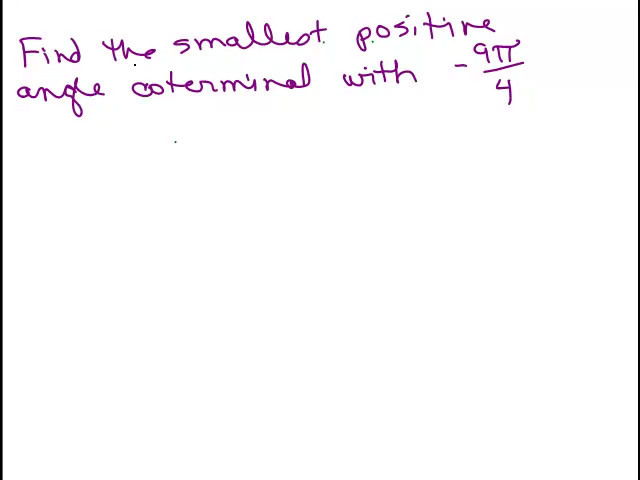 Find the smallest positive
angle coterminal with -9π/4